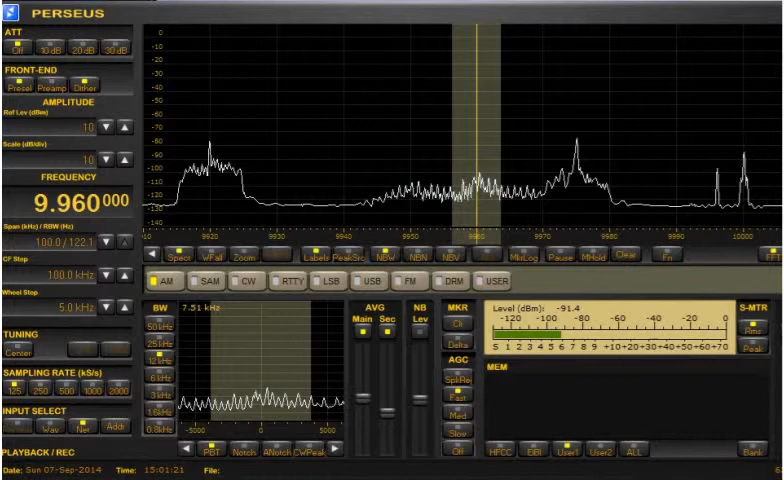 PERSEUS
ATT
Off 10 dB 20 dB 30 dB
FRONT-END
Presel Preamp Dither
AMPLITUDE
Ref Lev (dBm)
10
Scale (dB/div)
10
FREQUENCY
9.960000
Span (kHz) / RBW (Hz)
100.0 / 122.1
CF Step
100.0 kHz
Wheel Step
5.0 kHz
TUNING
Center
SAMPLING RATE (kS/s)
125 250 500 1000 2000
INPUT SELECT
Wav Net Addr
PLAYBACK / REC
0
-10
-20
-30
-40
-50
-60
-70
-80
-90
-100
-110
-120
-130
-140
10 9920 9930 9940 9950 9960 9970 9980 9990 10000
Spect WFall Zoom Labels PeakSrc NBW NBN NBV MkrLog Pause MHold Clear Fn FFT
AM SAM CW RTTY LSB USB FM DRM USER
BW
50 kHz
25 kHz
12 kHz
6 kHz
3 kHz
1.6 kHz
0.8 kHz
7.51 kHz
-5000 0 5000
PBT Notch ANotch CWPeak
AVG
Main Sec
NB
Lev
MKR
Clr
Delta
AGC
SplRej
Fast
Med
Slow
Off
Level (dBm): -91.4
-120 -100 -80 -60 -40 -20 0
S 1 2 3 4 5 6 7 8 9 +10+20+30+40+50+60+70
S-MTR
Rms
Peak
MEM
HFCC EIBI User1 User2 ALL Bank
Date: Sun 07-Sep-2014 Time: 15:01:21 File: